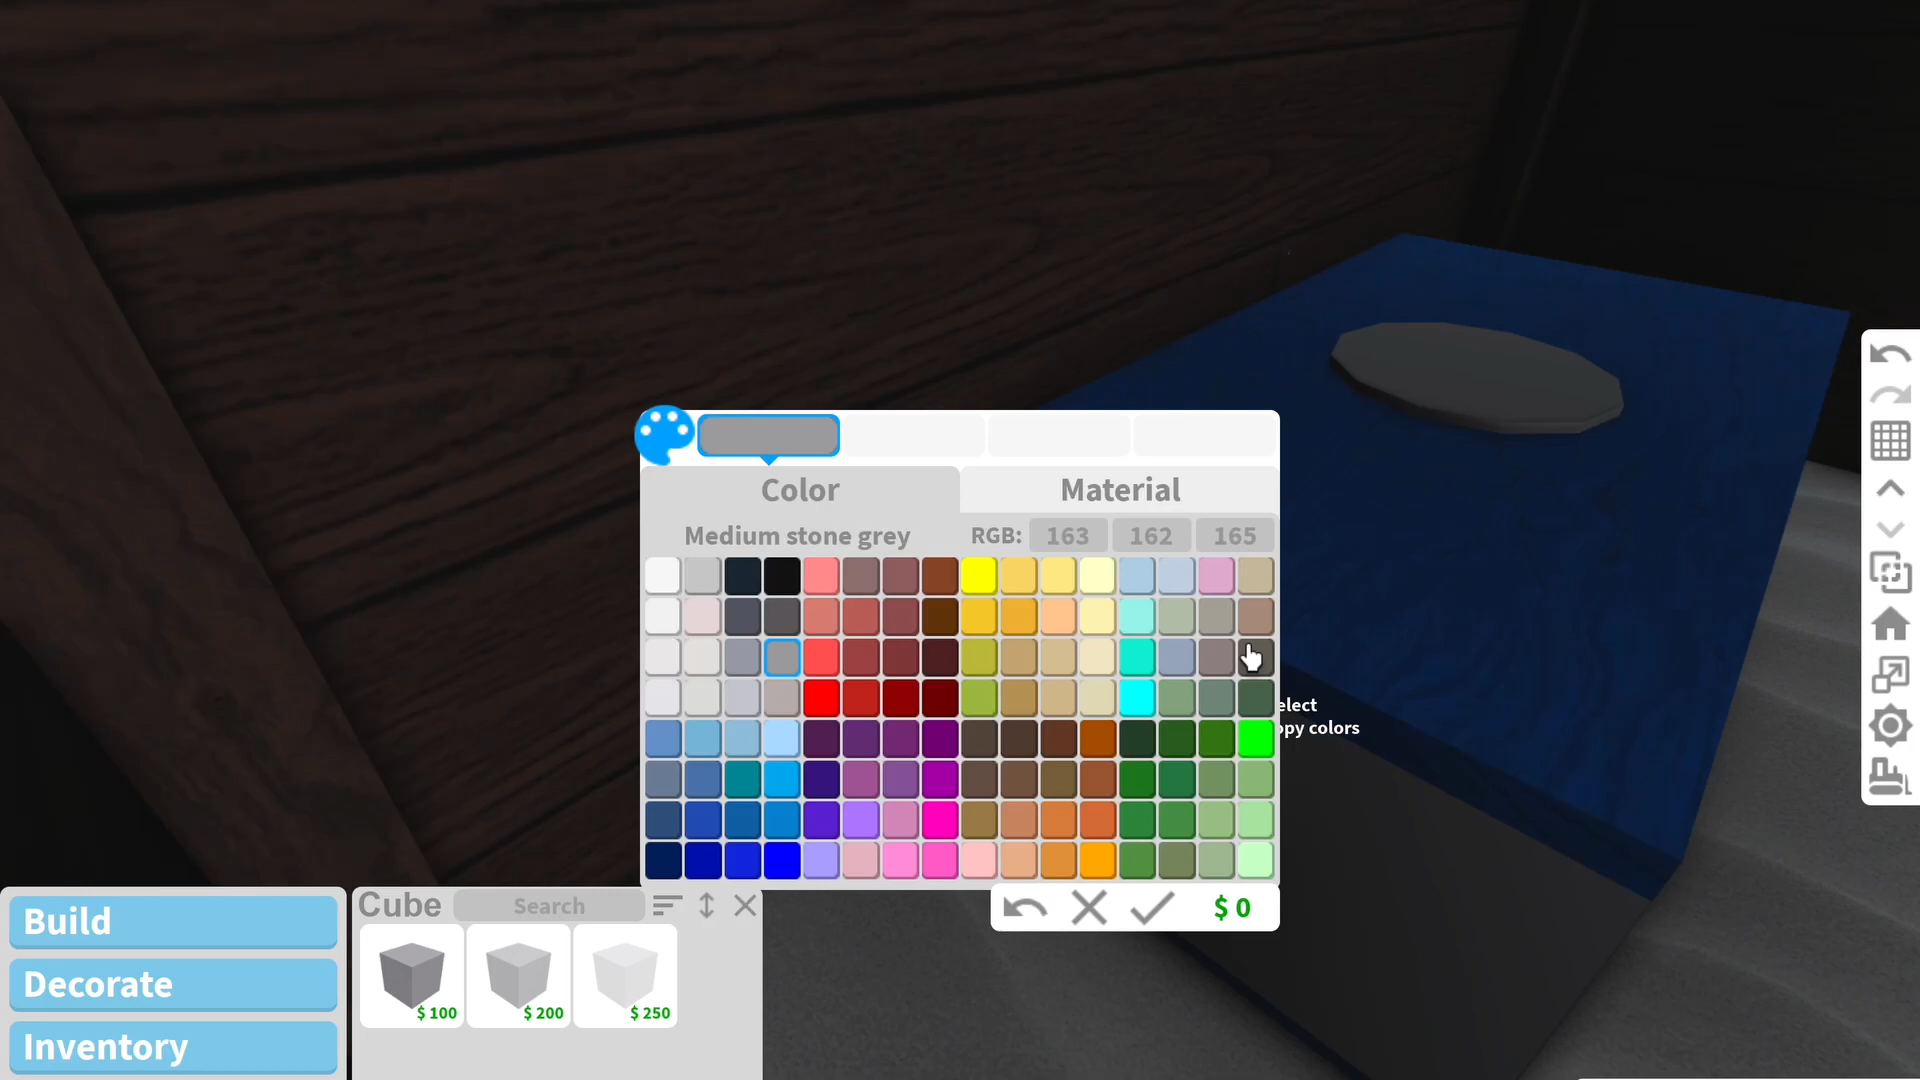 Color
Material
Medium stone grey
RGB:
163
162
165
elect
opy colors
Build
Decorate
Inventory
Cube
Search
$ 100
$ 200
$ 250
$ 0